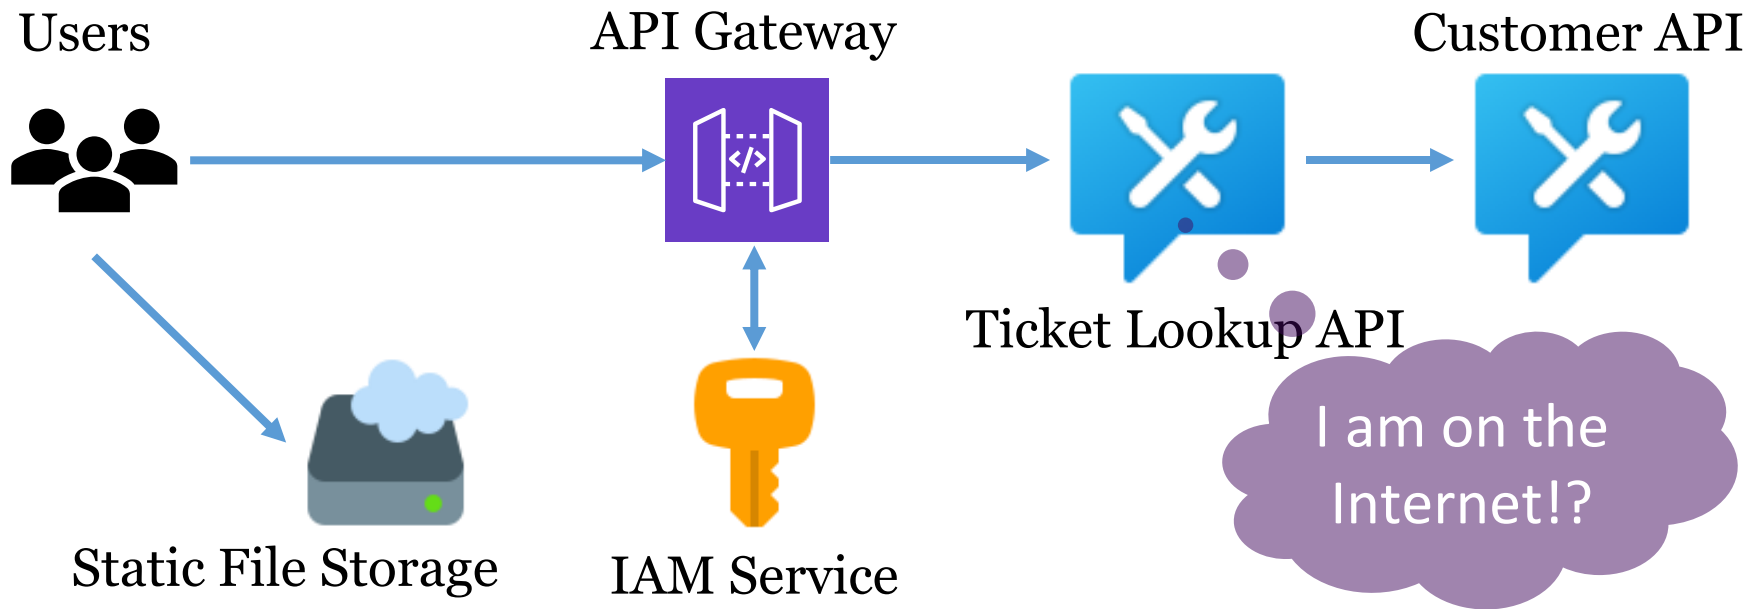 Users
API Gateway
Customer API
</>
Ticket Lookup API
I am on the
Internet!?
Static File Storage
IAM Service